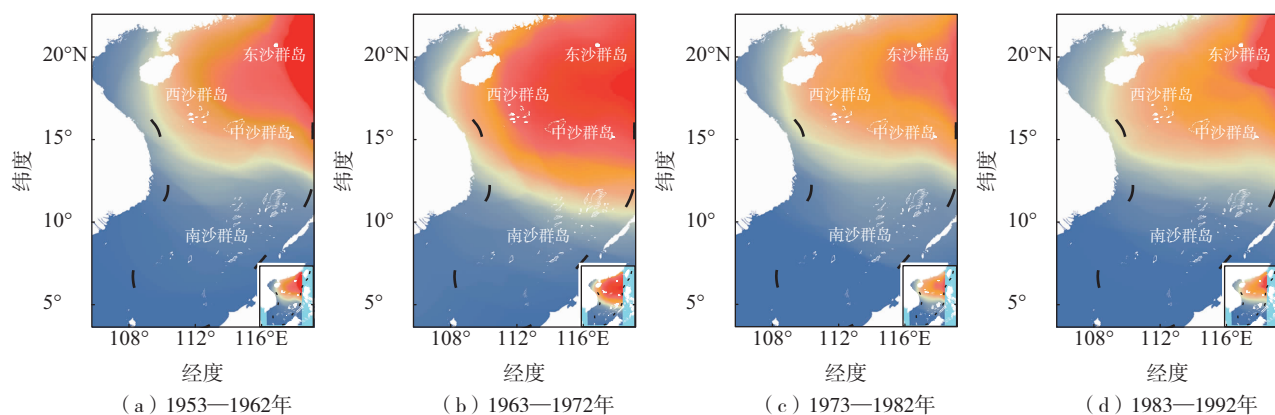 20°N
15°
10°
5°
纬度
东沙群岛
西沙群岛
中沙群岛
南沙群岛
108°
112°
116°E
经度
(a)1953—1962年
20°N
15°
10°
5°
纬度
东沙群岛
西沙群岛
中沙群岛
南沙群岛
108°
112°
116°E
经度
(b)1963—1972年
20°N
15°
10°
5°
纬度
东沙群岛
西沙群岛
中沙群岛
南沙群岛
108°
112°
116°E
经度
(c)1973—1982年
20°N
15°
10°
5°
纬度
东沙群岛
西沙群岛
中沙群岛
南沙群岛
108°
112°
116°E
经度
(d)1983—1992年